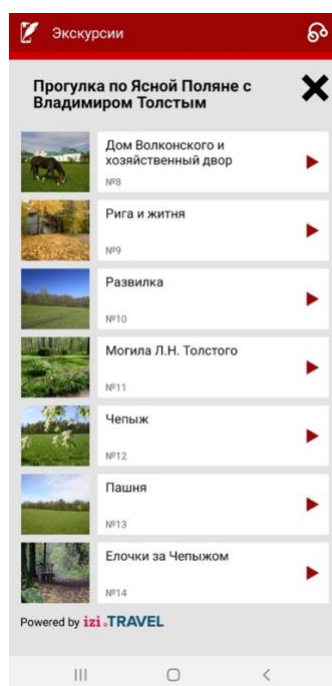 Экскурсии
Прогулка по Ясной Поляне с
Владимиром Толстым
Дом Волконского и
хозяйственный двор
№8
Рига и житня
№9
Развилка
№10
Могила Л.Н. Толстого
№11
Чепыж
№12
Пашня
№13
Елочки за Чепыжом
№14
Powered by izi.TRAVEL